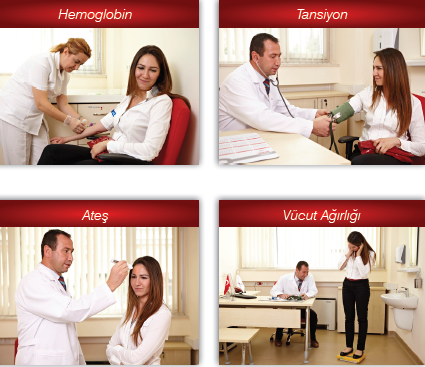 Hemoglobin
Tansiyon
Ateş
Vücut Ağırlığı